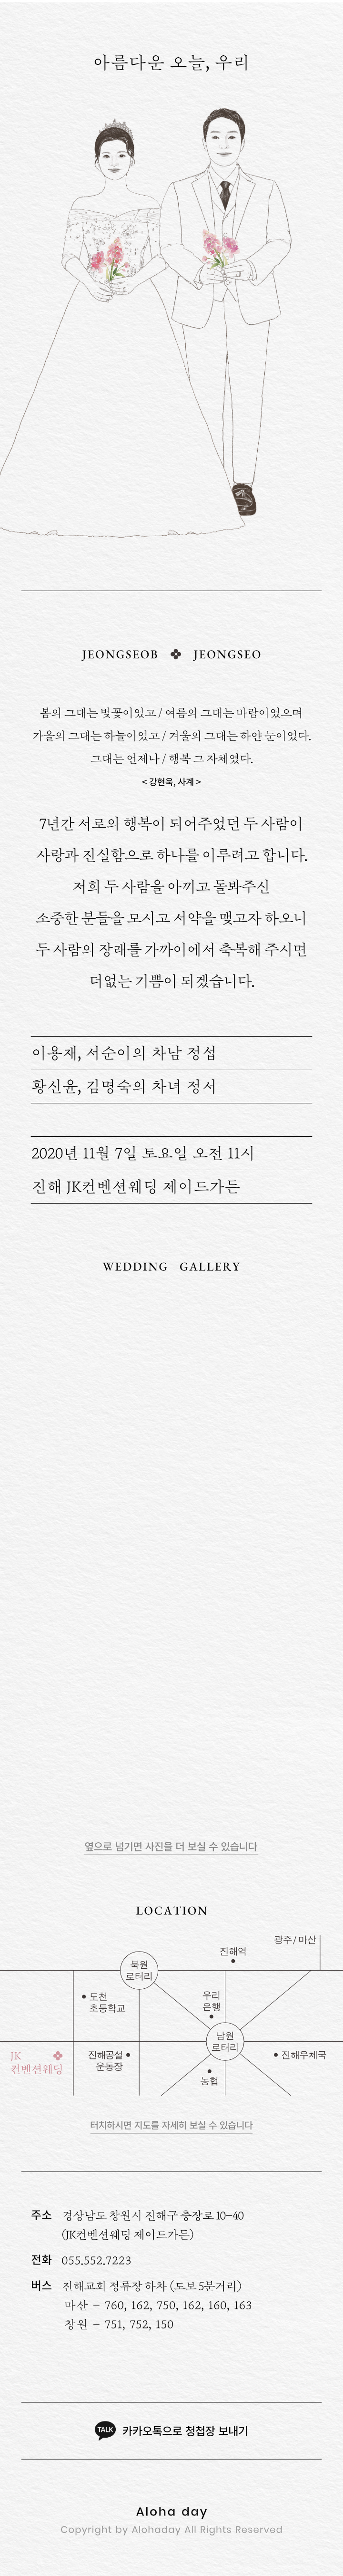 아름다운 오늘, 우리
JEONGSEOB JEONGSEO
봄의 그대는 벚꽃이었고 / 여름의 그대는 바람이었으며
가을의 그대는 하늘이었고 / 겨울의 그대는 하얀 눈이었다.
그대는 언제나 / 행복 그 자체였다.
< 강현욱, 사계 >
7년간 서로의 행복이 되어주었던 두 사람이
사랑과 진실함으로 하나를 이루려고 합니다.
저희 두 사람을 아끼고 돌봐주신
소중한 분들을 모시고 서약을 맺고자 하오니
두 사람의 장래를 가까이에서 축복해 주시면
더없는 기쁨이 되겠습니다.
이용재, 서순이의 차남 정섭
황신윤, 김명숙의 차녀 정서
2020년 11월 7일 토요일 오전 11시
진해 JK컨벤션웨딩 제이드가든
WEDDING GALLERY
옆으로 넘기면 사진을 더 보실 수 있습니다
LOCATION
광주 / 마산
진해역
북원
로터리
도천
초등학교
우리
은행
남원
로터리
JK
컨벤션웨딩
진해공설
운동장
진해우체국
농협
터치하시면 지도를 자세히 보실 수 있습니다
주소 경상남도 창원시 진해구 충장로 10-40
(JK컨벤션웨딩 제이드가든)
전화 055.552.7223
버스 진해교회 정류장 하차 (도보 5분거리)
마산 - 760, 162, 750, 162, 160, 163
창원 - 751, 752, 150
TALK 카카오톡으로 청첩장 보내기
Aloha day
Copyright by Alohaday All Rights Reserved